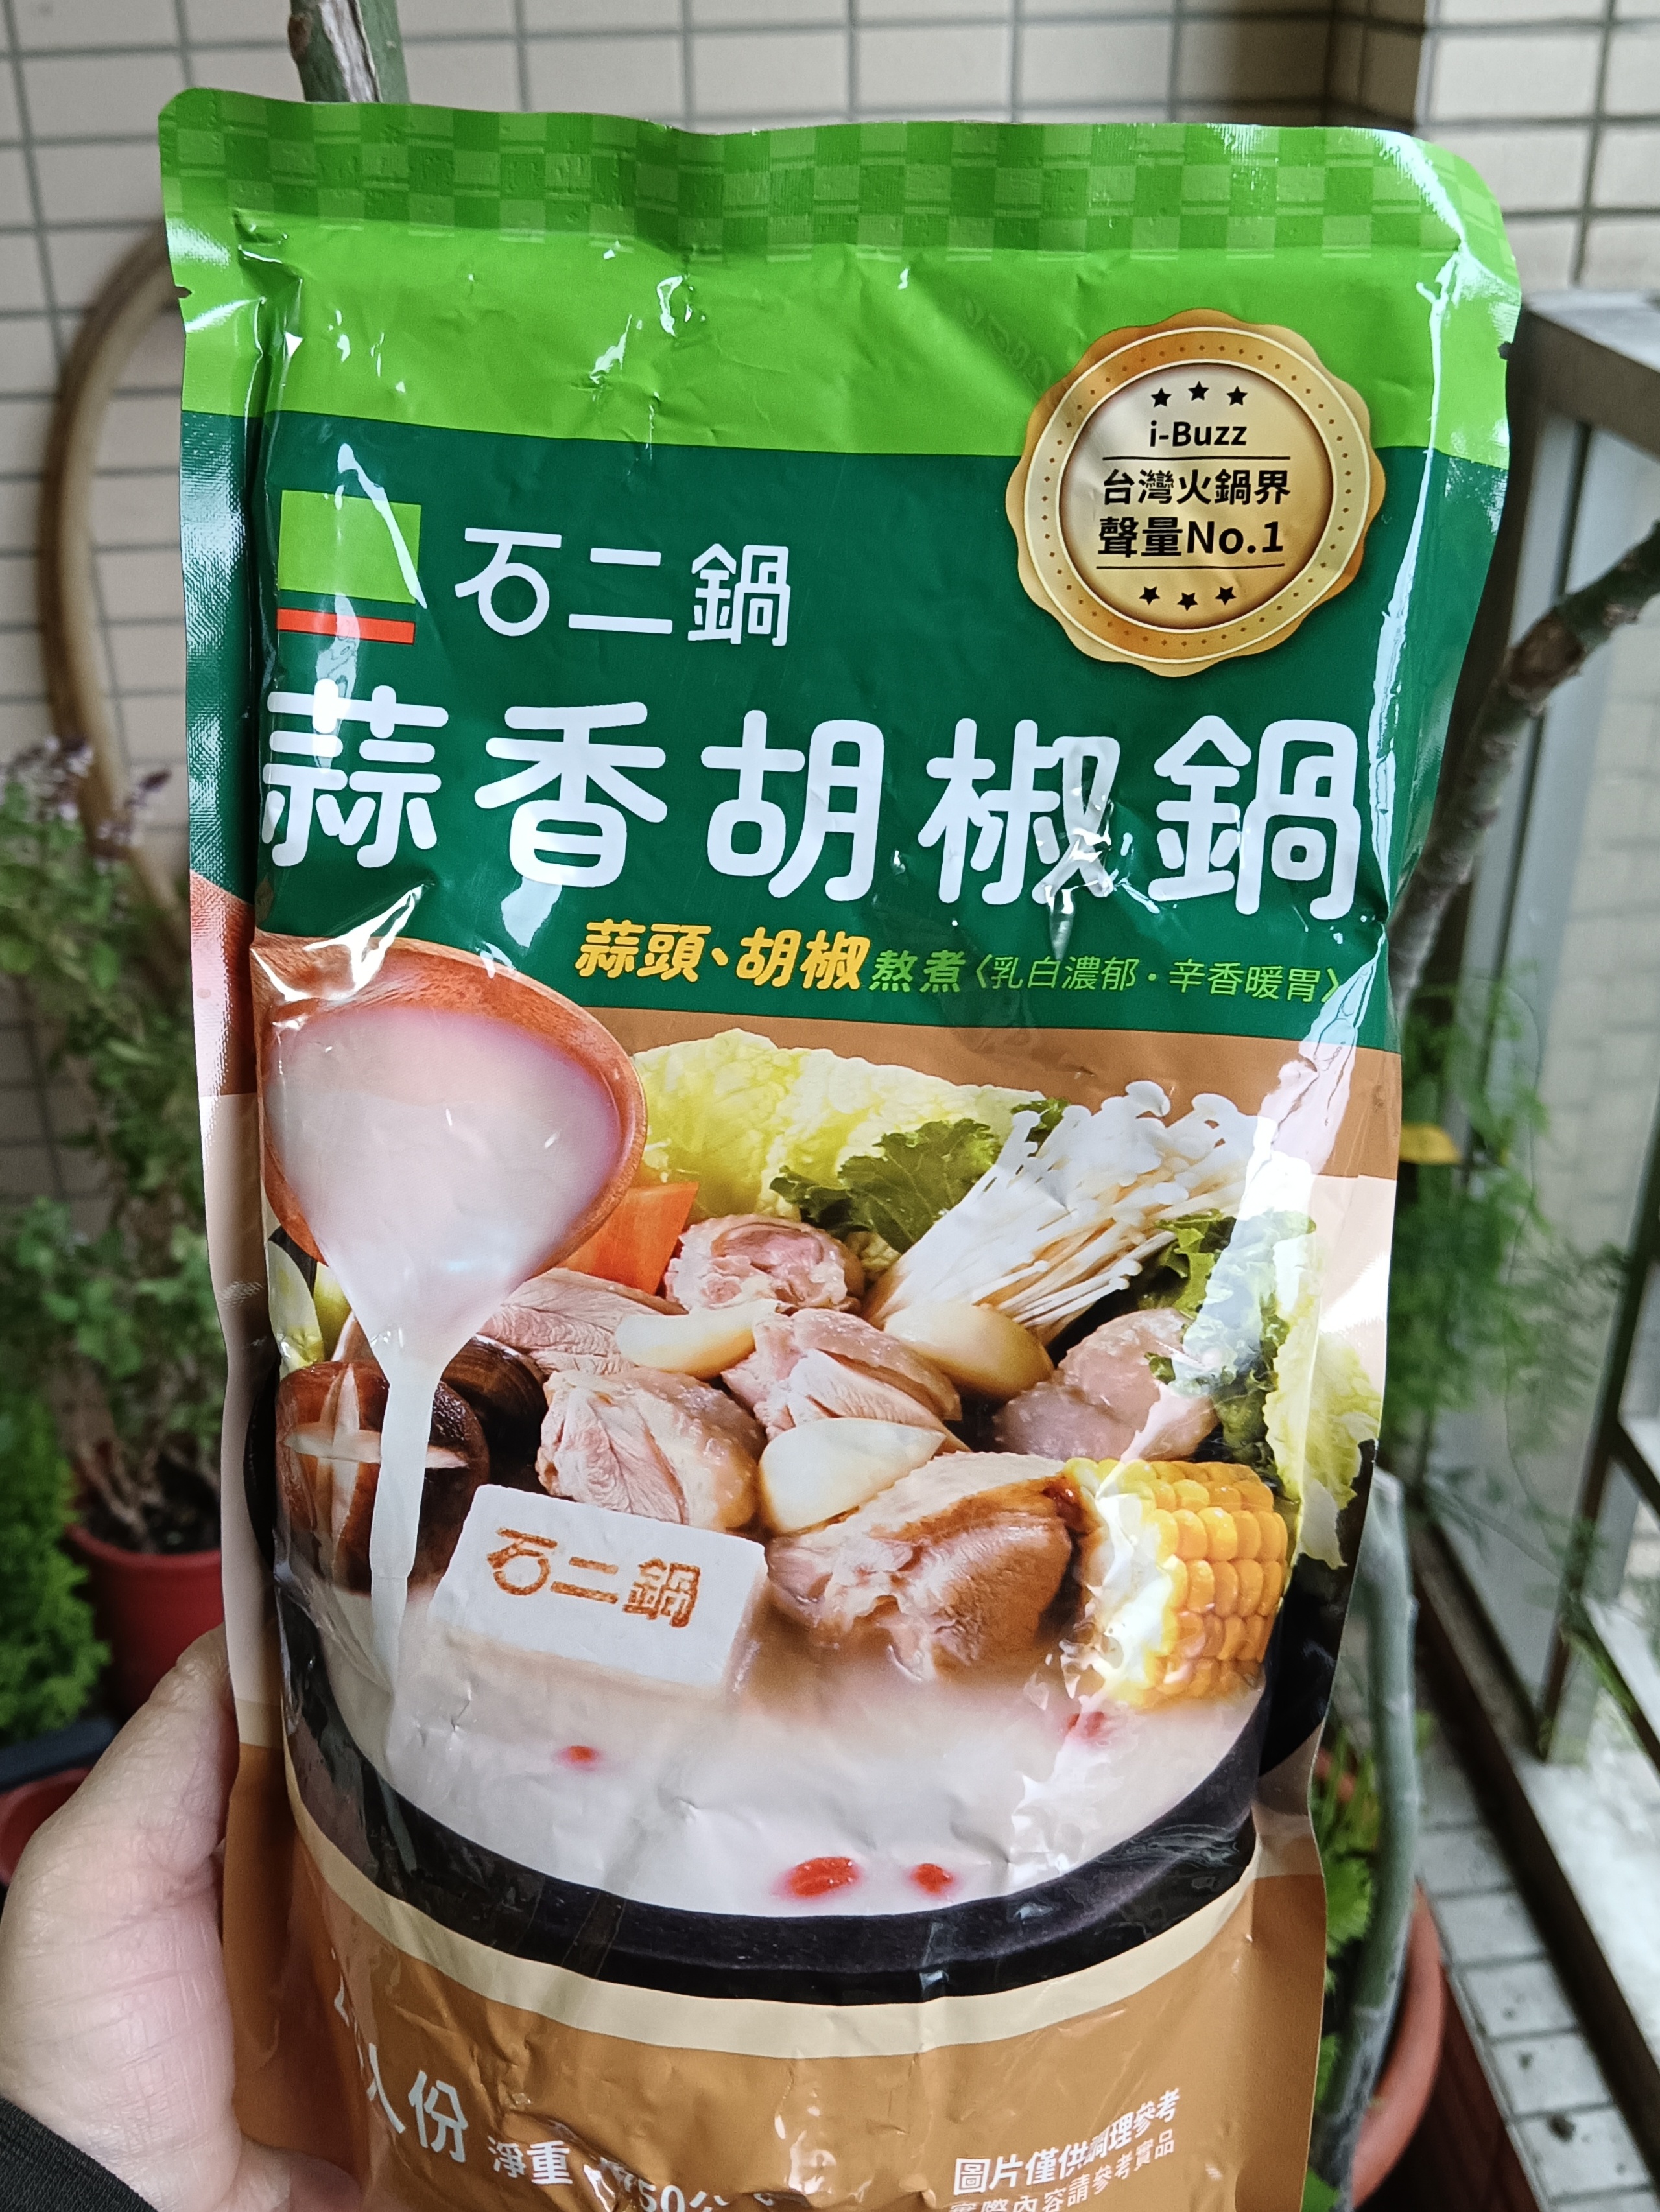 i-Buzz
台灣火鍋界
聲量No.1
石二鍋
蒜香胡椒鍋
蒜頭、胡椒熬煮〈乳白濃郁・辛香暖胃〉
石二鍋
人份
淨重
圖片僅供調理參考
實際內容請參考實品